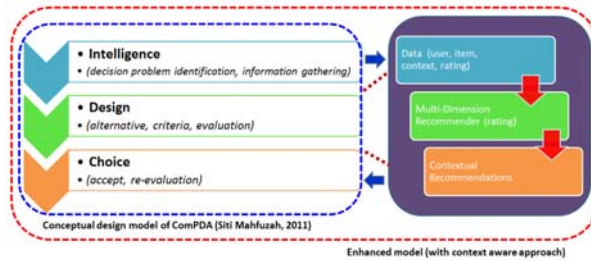 • Intelligence
• (decision problem identification, information gathering)
• Design
• (alternative, criteria, evaluation)
• Choice
• (accept, re-evaluation)
Conceptual design model of ComPDA (Siti Mahfuzah, 2011)
Data (user, item,
context, rating)
Multi-Dimension
Recommender (rating)
Contextual
Recommendations
Enhanced model (with context aware approach)